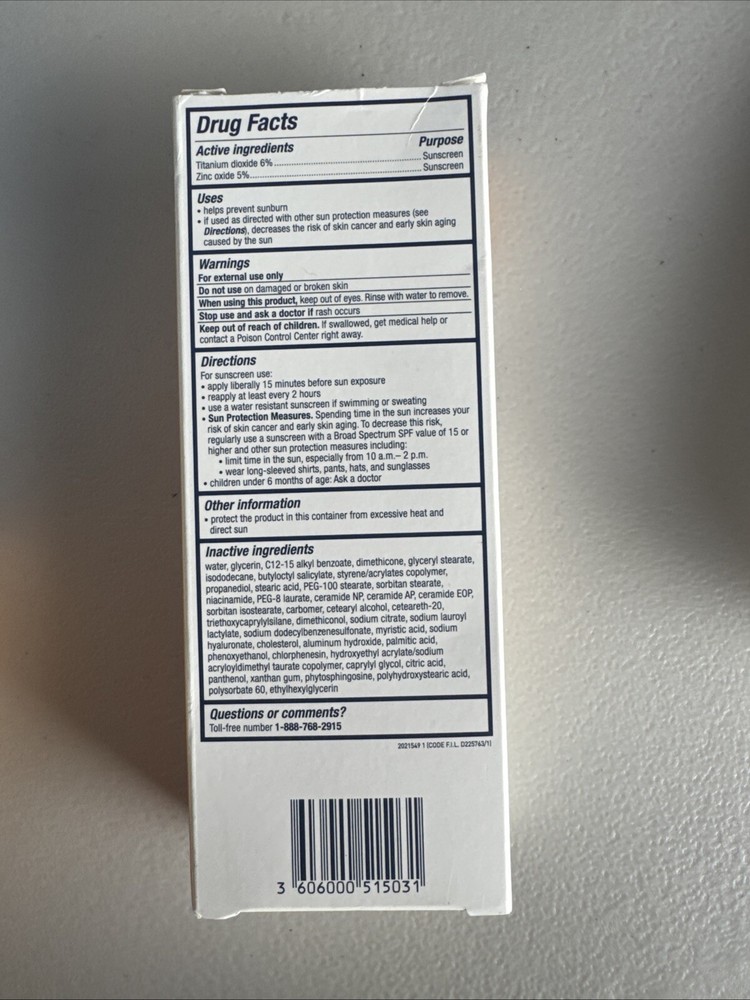 Drug Facts
Active ingredients Purpose
Titanium dioxide 6%........................................ Sunscreen
Zinc oxide 5%................................................ Sunscreen
Uses
• helps prevent sunburn
• if used as directed with other sun protection measures (see
Directions), decreases the risk of skin cancer and early skin aging
caused by the sun
Warnings
For external use only
Do not use on damaged or broken skin
When using this product, keep out of eyes. Rinse with water to remove.
Stop use and ask a doctor if rash occurs
Keep out of reach of children. If swallowed, get medical help or
contact a Poison Control Center right away.
Directions
For sunscreen use:
• apply liberally 15 minutes before sun exposure
• reapply at least every 2 hours
• use a water resistant sunscreen if swimming or sweating
• Sun Protection Measures. Spending time in the sun increases your
risk of skin cancer and early skin aging. To decrease this risk,
regularly use a sunscreen with a Broad Spectrum SPF value of 15 or
higher and other sun protection measures including:
• limit time in the sun, especially from 10 a.m.– 2 p.m.
• wear long-sleeved shirts, pants, hats, and sunglasses
• children under 6 months of age: Ask a doctor
Other information
• protect the product in this container from excessive heat and
direct sun
Inactive ingredients
water, glycerin, C12-15 alkyl benzoate, dimethicone, glyceryl stearate,
isododecane, butyloctyl salicylate, styrene/acrylates copolymer,
propanediol, stearic acid, PEG-100 stearate, sorbitan stearate,
niacinamide, PEG-8 laurate, ceramide NP, ceramide AP, ceramide EOP,
sorbitan isostearate, carbomer, cetearyl alcohol, ceteareth-20,
triethoxycaprylylsilane, dimethiconol, sodium citrate, sodium lauroyl
lactylate, sodium dodecylbenzenesulfonate, myristic acid, sodium
hyaluronate, cholesterol, aluminum hydroxide, palmitic acid,
phenoxyethanol, chlorphenesin, hydroxyethyl acrylate/sodium
acryloyldimethyl taurate copolymer, caprylyl glycol, citric acid,
panthenol, xanthan gum, phytosphingosine, polyhydroxystearic acid,
polysorbate 60, ethylhexylglycerin
Questions or comments?
Toll-free number 1-888-768-2915
2021549 1 (CODE F.I.L. D225763/1)
3 606000 515031